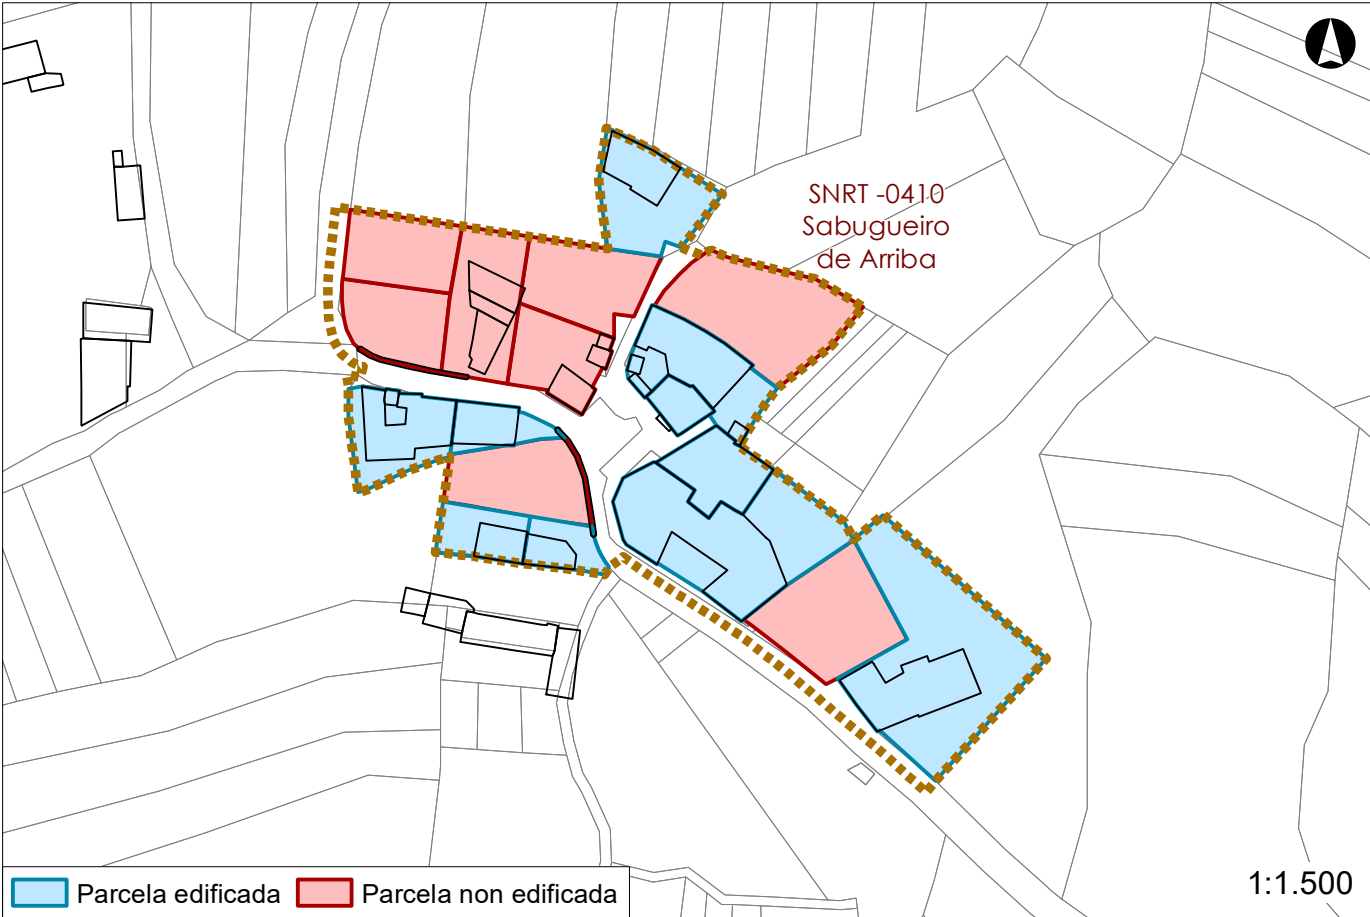 SNRT -0410
Sabugueiro
de Arriba
Parcela edificada
Parcela non edificada
1:1.500